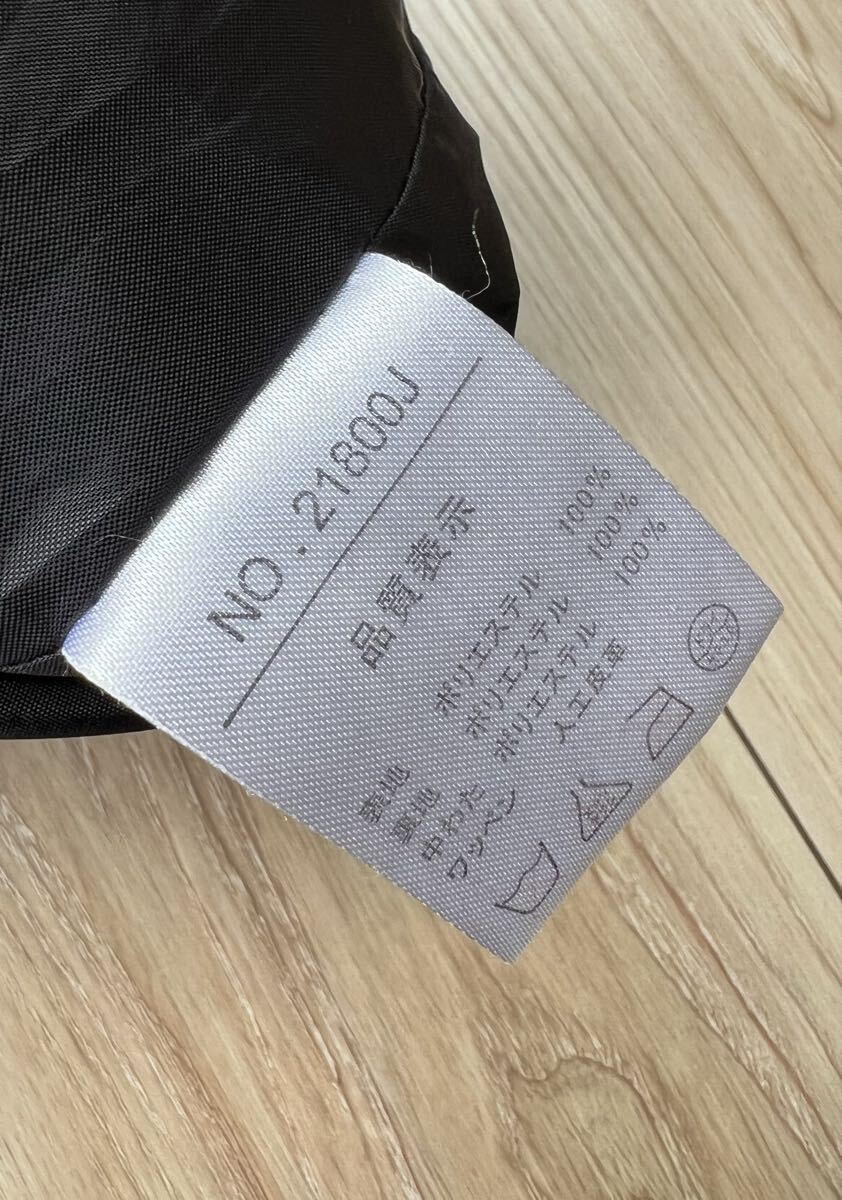 NO.21800J
品質表示
表地 ポリエステル 100%
裏地 ポリエステル 100%
中わた ポリエステル 100%
ワッペン 人工皮革